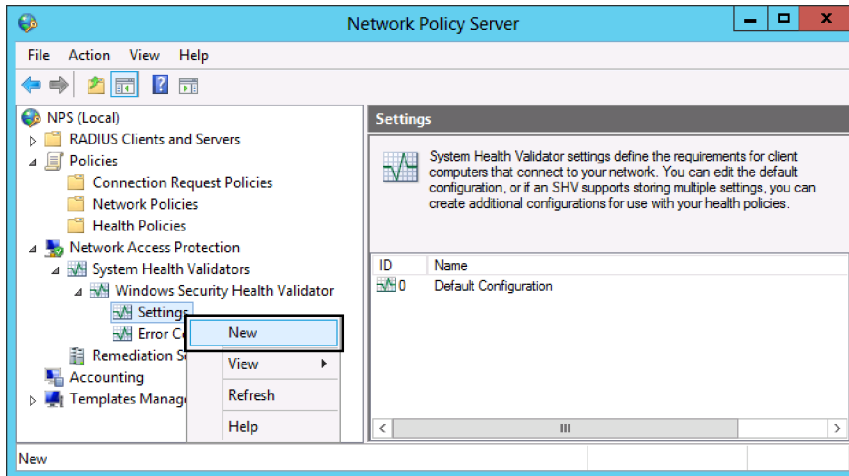 Network Policy Server
File Action View Help
NPS (Local)
RADIUS Clients and Servers
Policies
Connection Request Policies
Network Policies
Health Policies
Network Access Protection
System Health Validators
Windows Security Health Validator
Settings
Error C
Remediation S
Accounting
Templates Manag
New
View
Refresh
Help
Settings
System Health Validator settings define the requirements for client
computers that connect to your network. You can edit the default
configuration, or if an SHV supports storing multiple settings, you can
create additional configurations for use with your health policies.
ID Name
0 Default Configuration
New